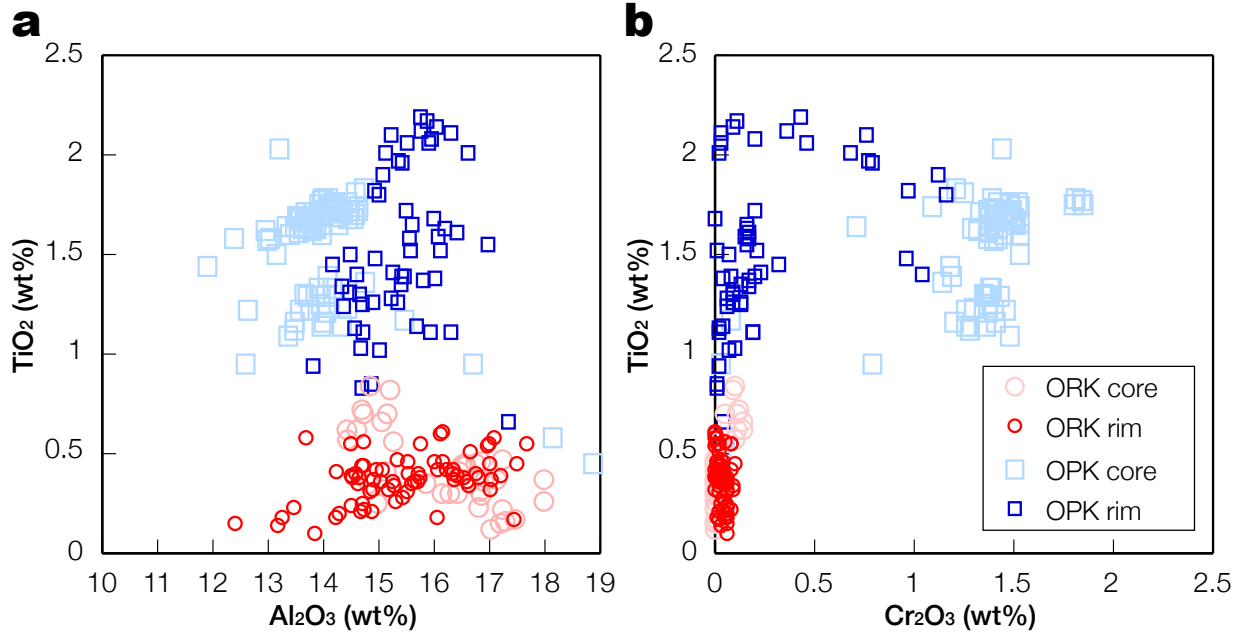 a
2.5
2
1.5
1
0.5
0
TiO2 (wt%)
10 11 12 13 14 15 16 17 18 19
Al2O3 (wt%)
b
2.5
2
1.5
1
0.5
0
TiO2 (wt%)
0 0.5 1 1.5 2 2.5
Cr2O3 (wt%)
ORK core
ORK rim
OPK core
OPK rim